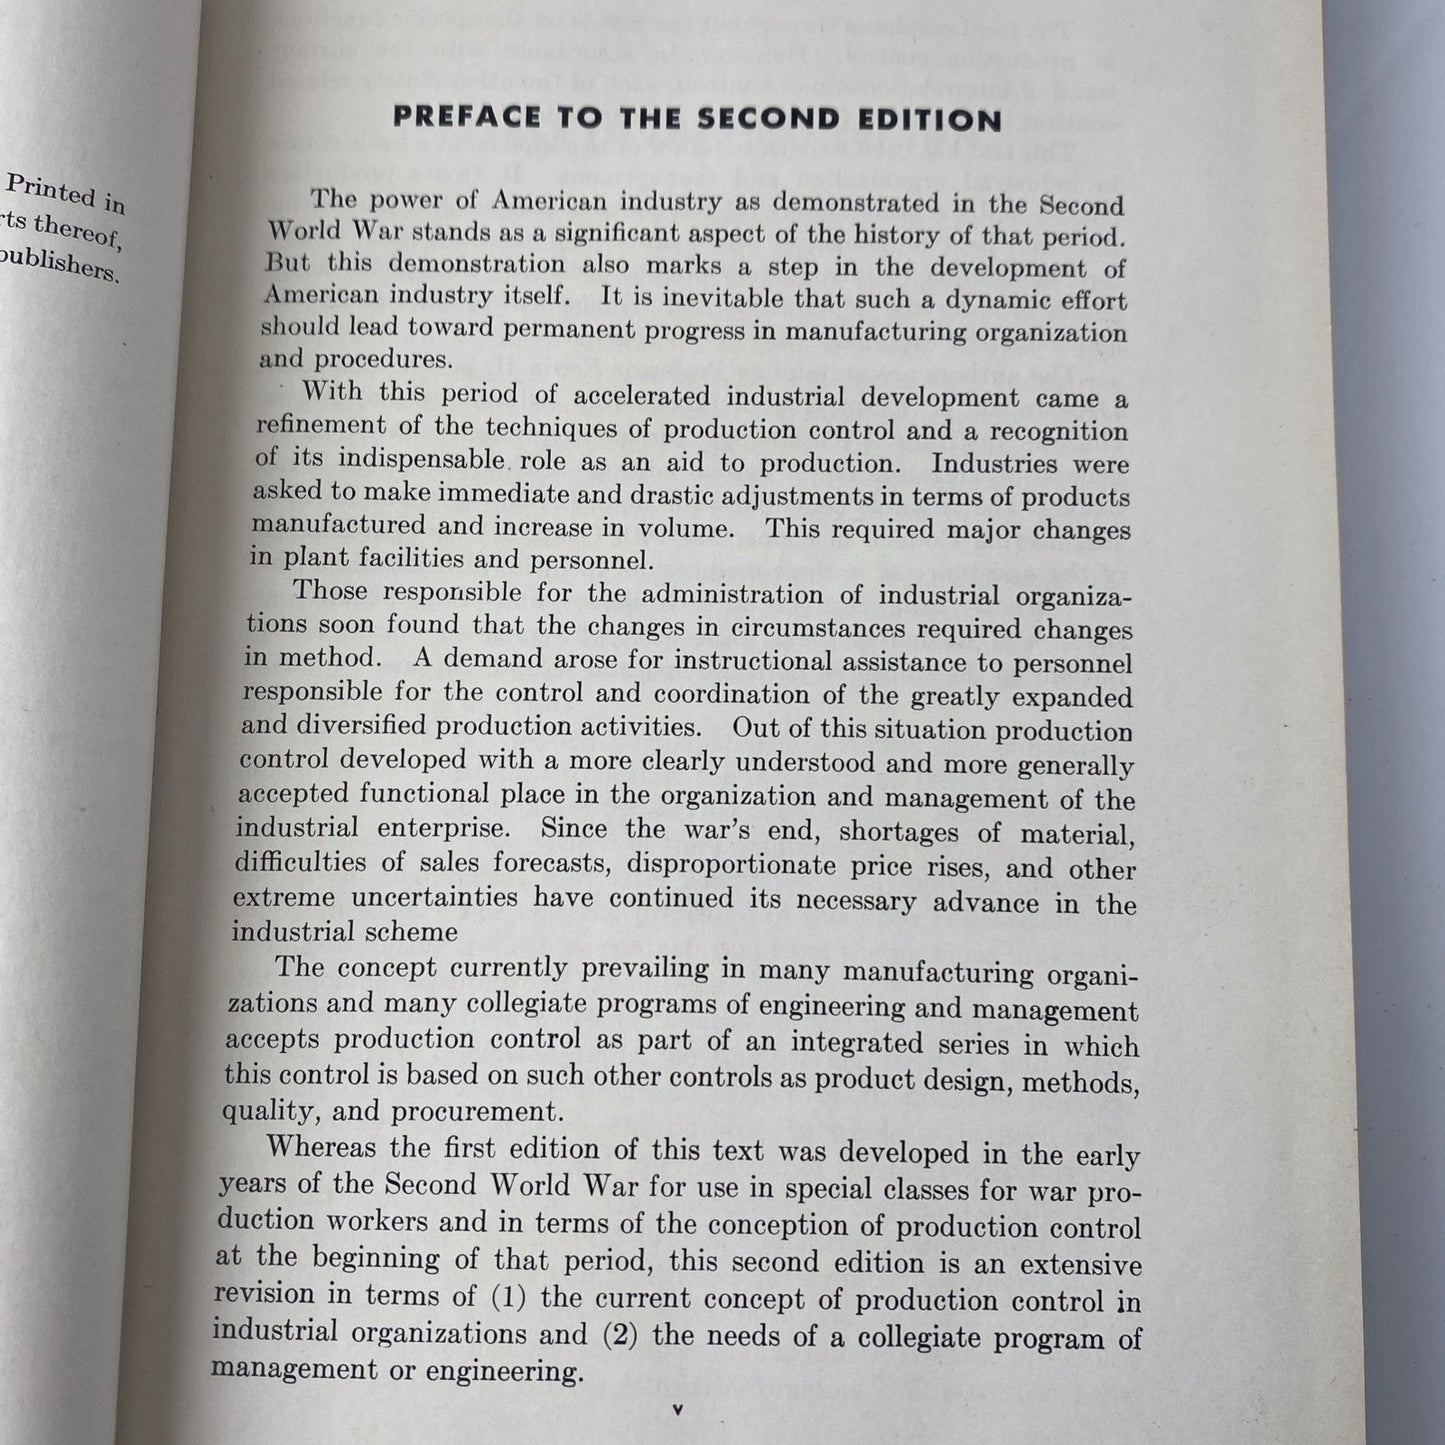 Printed in
rts thereof,
publishers.
PREFACE TO THE SECOND EDITION
The power of American industry as demonstrated in the Second
World War stands as a significant aspect of the history of that period.
But this demonstration also marks a step in the development of
American industry itself. It is inevitable that such a dynamic effort
should lead toward permanent progress in manufacturing organization
and procedures.
With this period of accelerated industrial development came a
refinement of the techniques of production control and a recognition
of its indispensable role as an aid to production. Industries were
asked to make immediate and drastic adjustments in terms of products
manufactured and increase in volume. This required major changes
in plant facilities and personnel.
Those responsible for the administration of industrial organiza-
tions soon found that the changes in circumstances required changes
in method. A demand arose for instructional assistance to personnel
responsible for the control and coordination of the greatly expanded
and diversified production activities. Out of this situation production
control developed with a more clearly understood and more generally
accepted functional place in the organization and management of the
industrial enterprise. Since the war's end, shortages of material,
difficulties of sales forecasts, disproportionate price rises, and other
extreme uncertainties have continued its necessary advance in the
industrial scheme
The concept currently prevailing in many manufacturing organi-
zations and many collegiate programs of engineering and management
accepts production control as part of an integrated series in which
this control is based on such other controls as product design, methods,
quality, and procurement.
Whereas the first edition of this text was developed in the early
years of the Second World War for use in special classes for war pro-
duction workers and in terms of the conception of production control
at the beginning of that period, this second edition is an extensive
revision in terms of (1) the current concept of production control in
industrial organizations and (2) the needs of a collegiate program of
management or engineering.
v